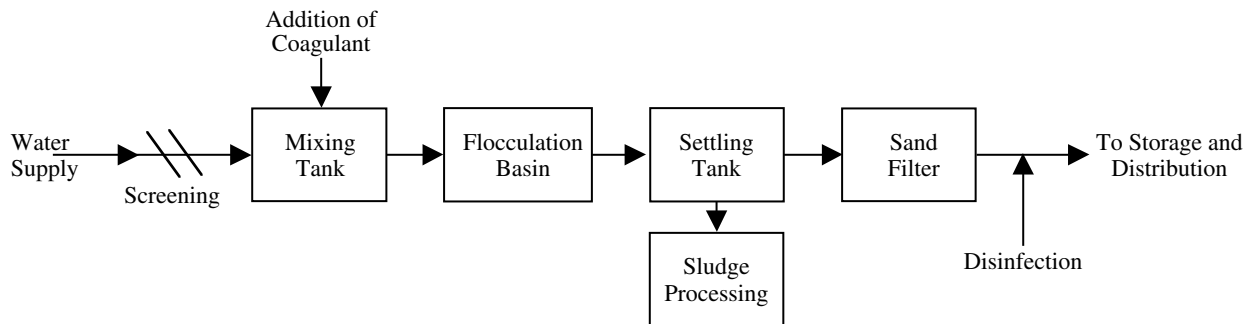 Addition of
Coagulant
Water
Supply
Screening
Mixing
Tank
Flocculation
Basin
Settling
Tank
Sand
Filter
To Storage and
Distribution
Sludge
Processing
Disinfection